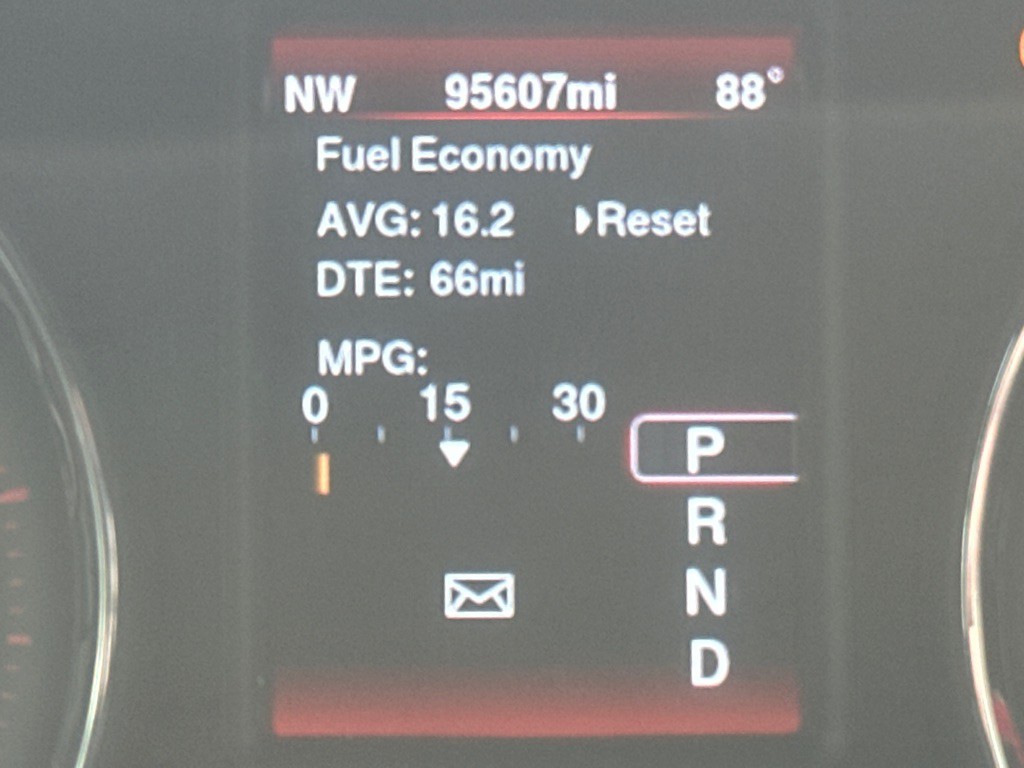 NW 95607mi 88°
Fuel Economy
AVG: 16.2 Reset
DTE: 66mi
MPG:
0 15 30
P
R
N
D